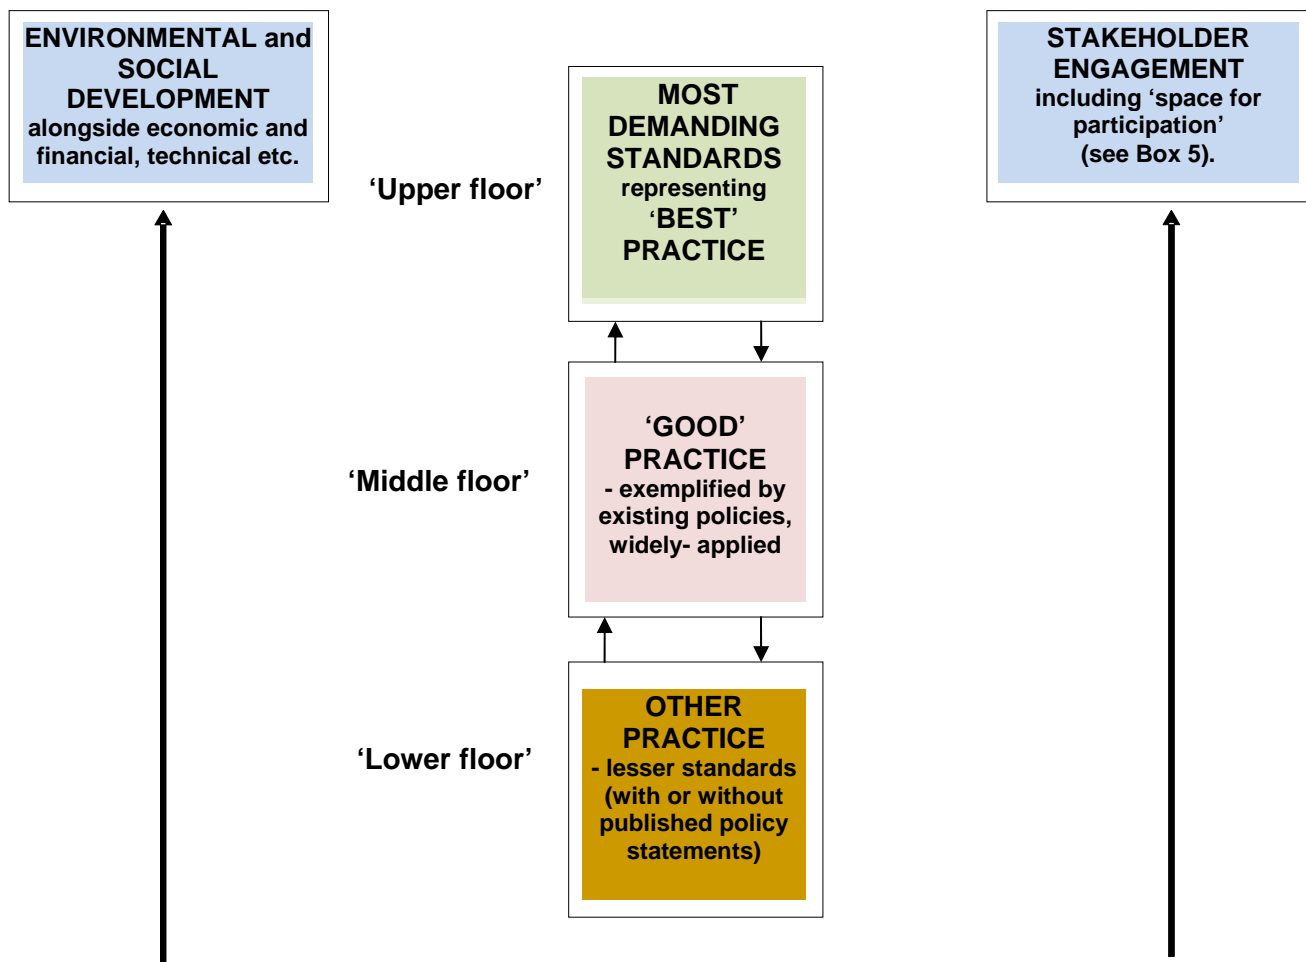 ENVIRONMENTAL and
SOCIAL
DEVELOPMENT
alongside economic and
financial, technical etc.
STAKEHOLDER
ENGAGEMENT
including ‘space for
participation’
(see Box 5).
‘Upper floor’
MOST
DEMANDING
STANDARDS
representing
‘BEST’
PRACTICE
‘Middle floor’
‘GOOD’
PRACTICE
- exemplified by
existing policies,
widely- applied
‘Lower floor’
OTHER
PRACTICE
- lesser standards
(with or without
published policy
statements)